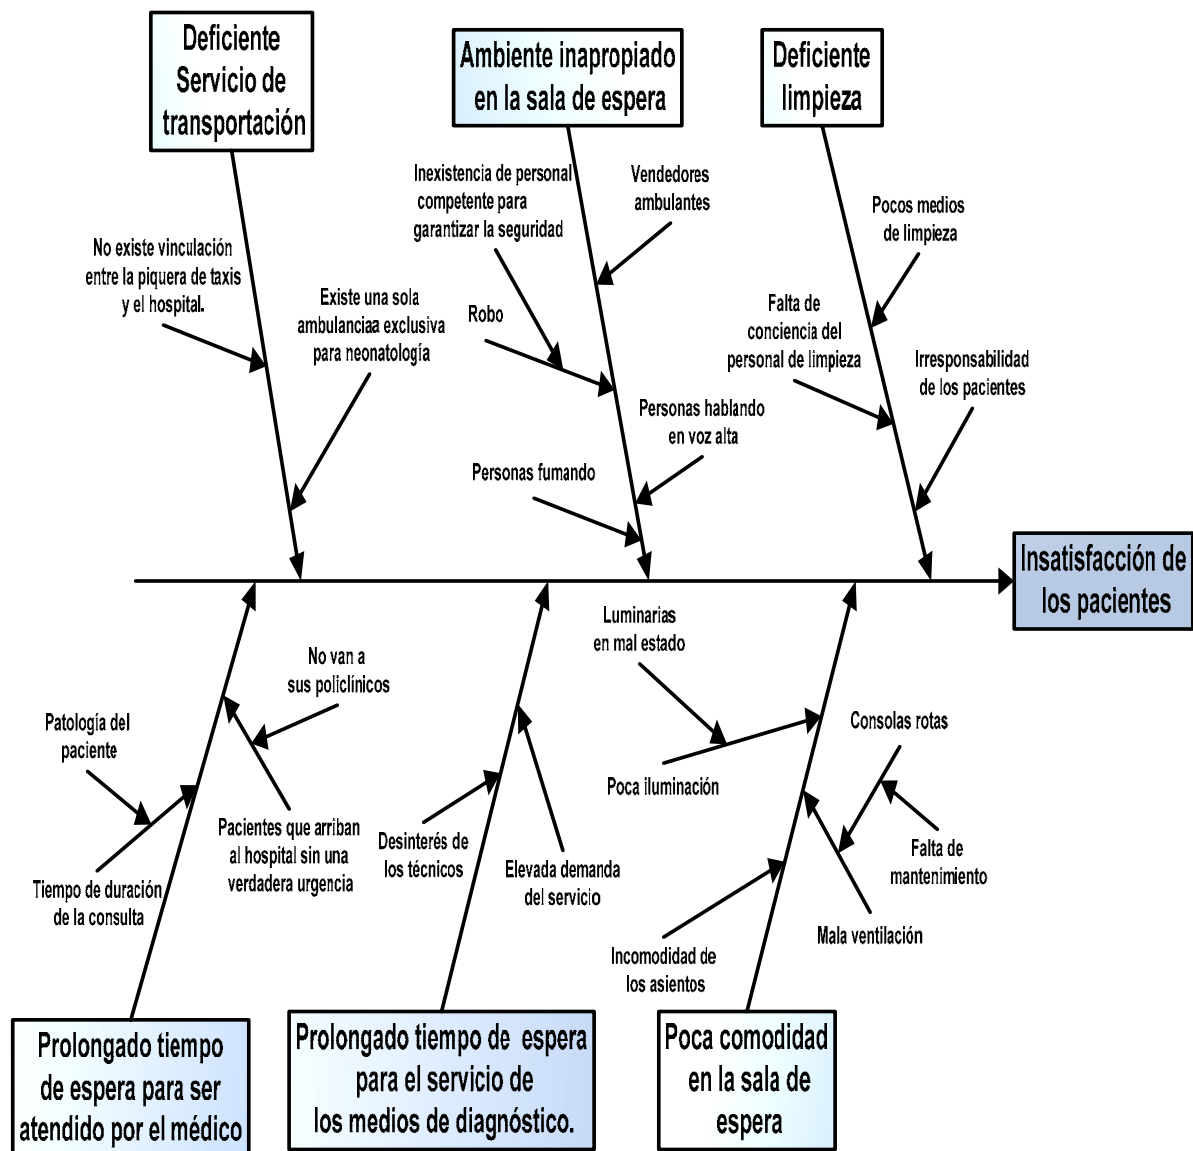 Deficiente
Servicio de
transportación
Ambiente inapropiado
en la sala de espera
Deficiente
limpieza
No existe vinculación
entre la piquera de taxis
y el hospital.
Existe una sola
ambulanciaa exclusiva
para neonatología
Inexistencia de personal
competente para
garantizar la seguridad
Vendedores
ambulantes
Robo
Personas hablando
en voz alta
Personas fumando
Pocos medios
de limpieza
Falta de
conciencia del
personal de limpieza
Irresponsabilidad
de los pacientes
Insatisfacción de
los pacientes
No van a
sus policlínicos
Patología del
paciente
Pacientes que arriban
al hospital sin una
verdadera urgencia
Tiempo de duración
de la consulta
Desinterés de
los técnicos
Elevada demanda
del servicio
Luminarias
en mal estado
Poca iluminación
Consolas rotas
Falta de
mantenimiento
Mala ventilación
Incomodidad de
los asientos
Prolongado tiempo
de espera para ser
atendido por el médico
Prolongado tiempo de espera
para el servicio de
los medios de diagnóstico.
Poca comodidad
en la sala de
espera